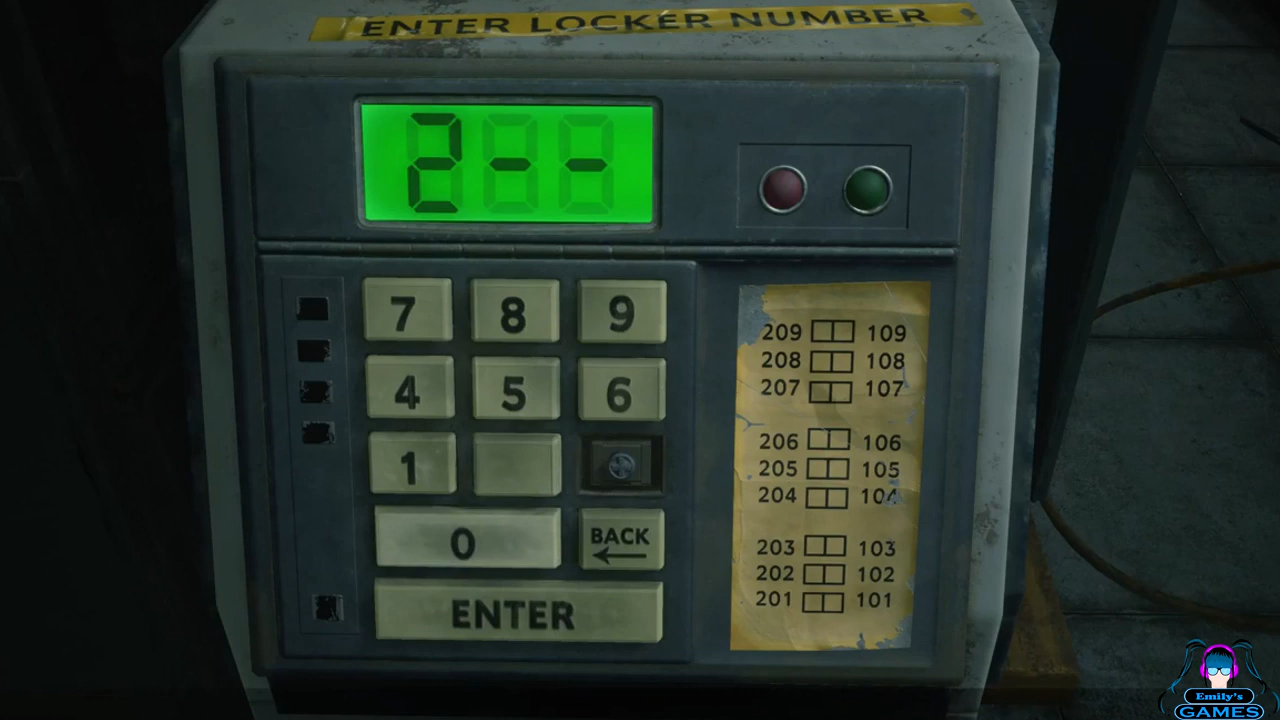 ENTER LOCKER NUMBER
2--
7 8 9
4 5 6
1
0 BACK
ENTER
209 109
208 108
207 107
206 106
205 105
204 104
203 103
202 102
201 101
Emily's
GAMES